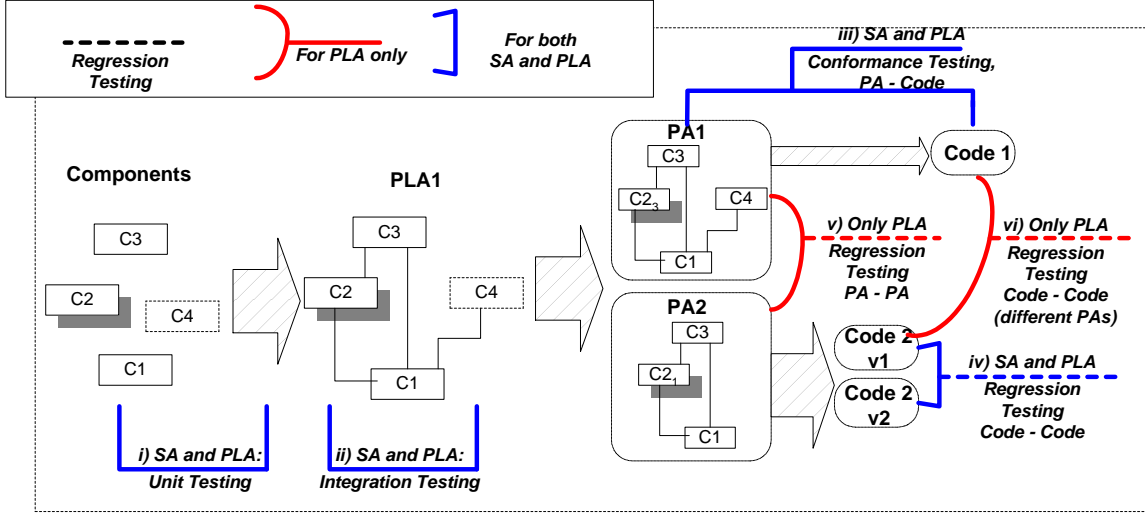 Regression
Testing
For PLA only
For both
SA and PLA
iii) SA and PLA
Conformance Testing,
PA - Code
Components
C3
C2
C4
C1
PLA1
C3
C2
C4
C1
PA1
C3
C2₃
C4
C1
Code 1
PA2
C3
C2₁
C1
Code 2
v1
Code 2
v2
v) Only PLA
Regression
Testing
PA - PA
vi) Only PLA
Regression
Testing
Code - Code
(different PAs)
iv) SA and PLA
Regression
Testing
Code - Code
i) SA and PLA:
Unit Testing
ii) SA and PLA:
Integration Testing